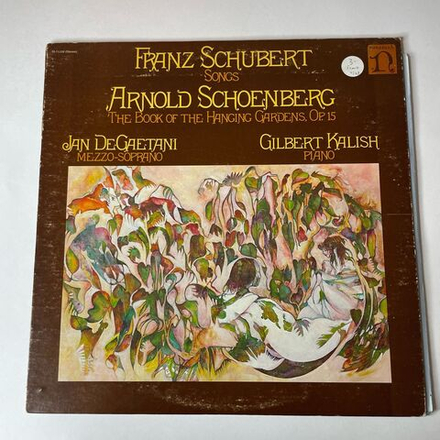 FRANZ SCHUBERT
SONGS
ARNOLD SCHOENBERG
THE BOOK OF THE HANGING GARDENS, OP. 15
JAN DEGAETANI
MEZZO-SOPRANO
GILBERT KALISH
PIANO